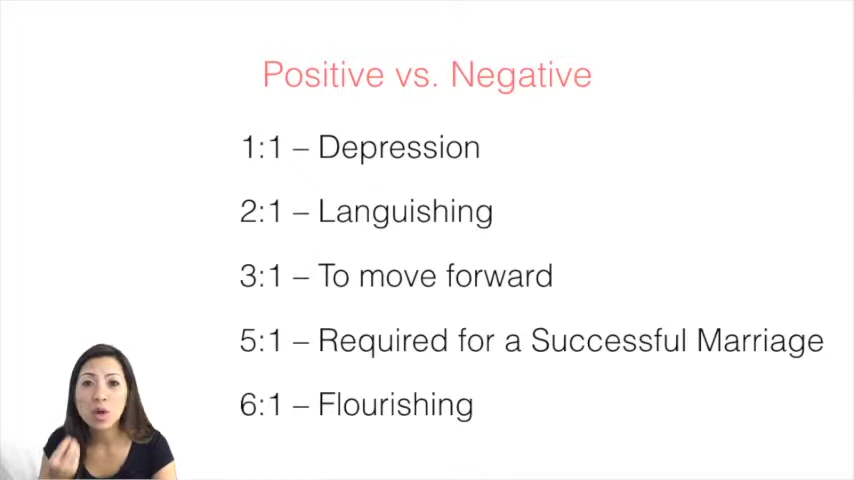 Positive vs. Negative
1:1 – Depression
2:1 – Languishing
3:1 – To move forward
5:1 – Required for a Successful Marriage
6:1 – Flourishing